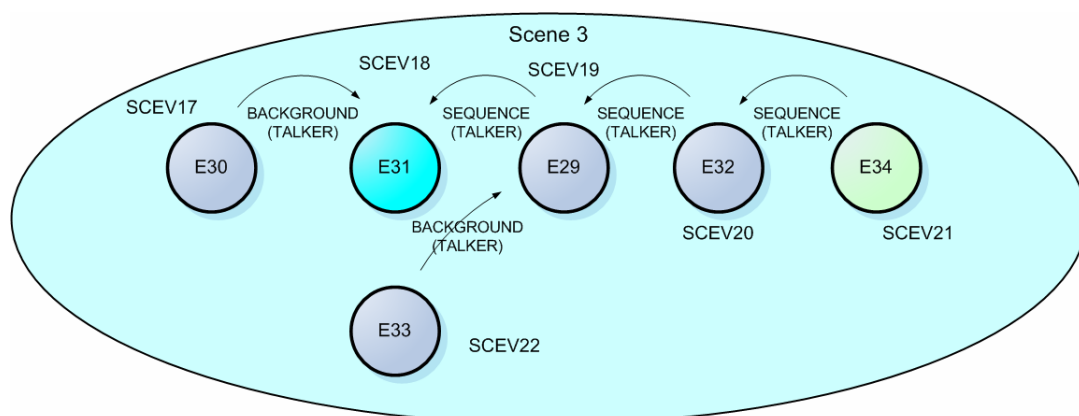 Scene 3
SCEV18
SCEV19
SCEV17
BACKGROUND
(TALKER)
SEQUENCE
(TALKER)
SEQUENCE
(TALKER)
SEQUENCE
(TALKER)
E30
E31
E29
E32
E34
BACKGROUND
(TALKER)
SCEV20
SCEV21
E33
SCEV22